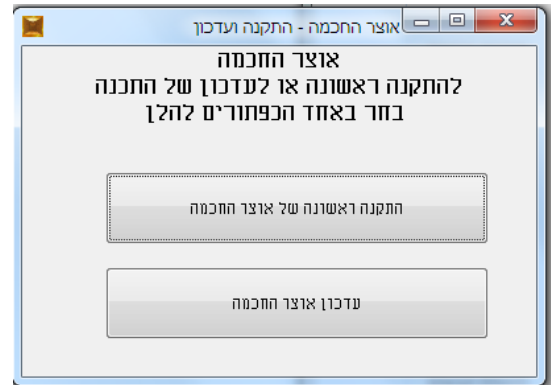 אוצר החכמה - התקנה ועדכון
אוצר החכמה
להתקנה ראשונה או לעדכון של התכנה
בחר באחד הכפתורים להלן
התקנה ראשונה של אוצר החכמה
עדכון אוצר החכמה